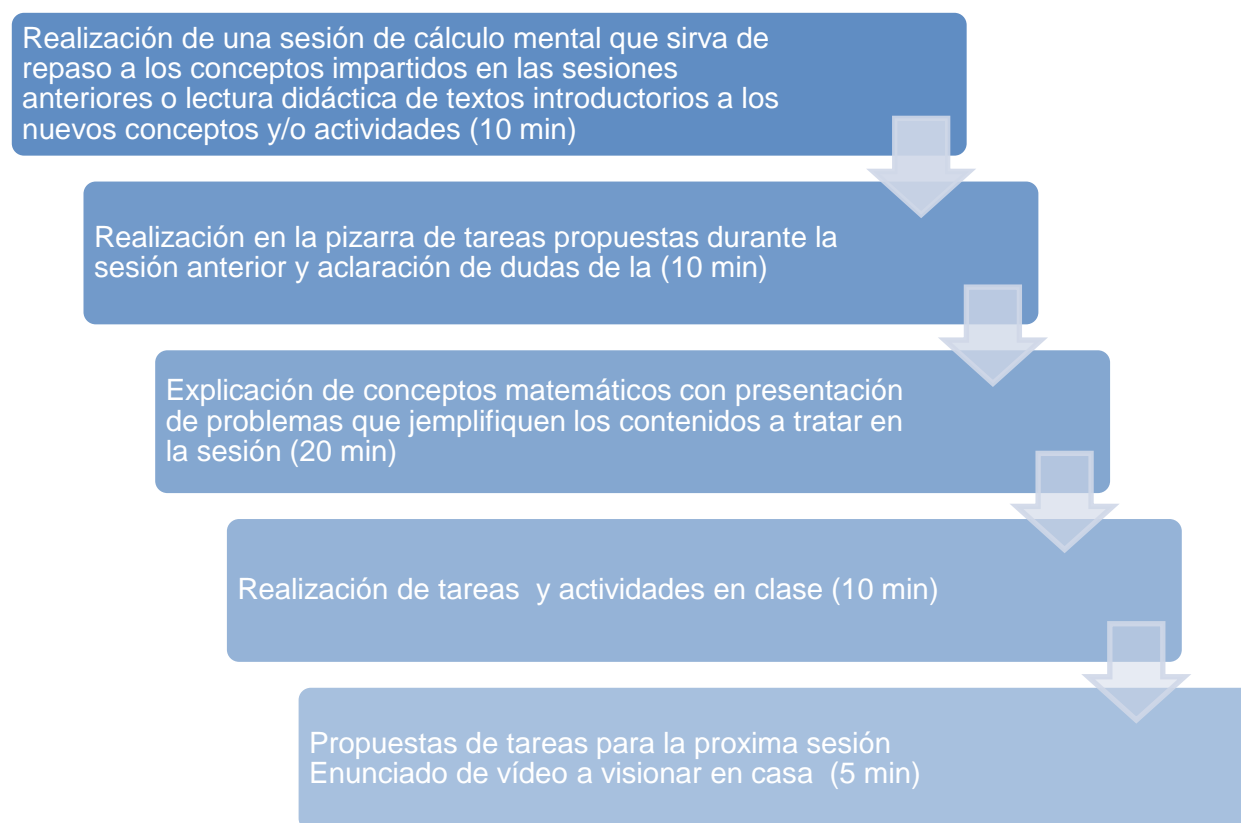 Realización de una sesión de cálculo mental que sirva de
repaso a los conceptos impartidos en las sesiones
anteriores o lectura didáctica de textos introductorios a los
nuevos conceptos y/o actividades (10 min)
Realización en la pizarra de tareas propuestas durante la
sesión anterior y aclaración de dudas de la (10 min)
Explicación de conceptos matemáticos con presentación
de problemas que jemplifiquen los contenidos a tratar en
la sesión (20 min)
Realización de tareas y actividades en clase (10 min)
Propuestas de tareas para la proxima sesión
Enunciado de vídeo a visionar en casa (5 min)